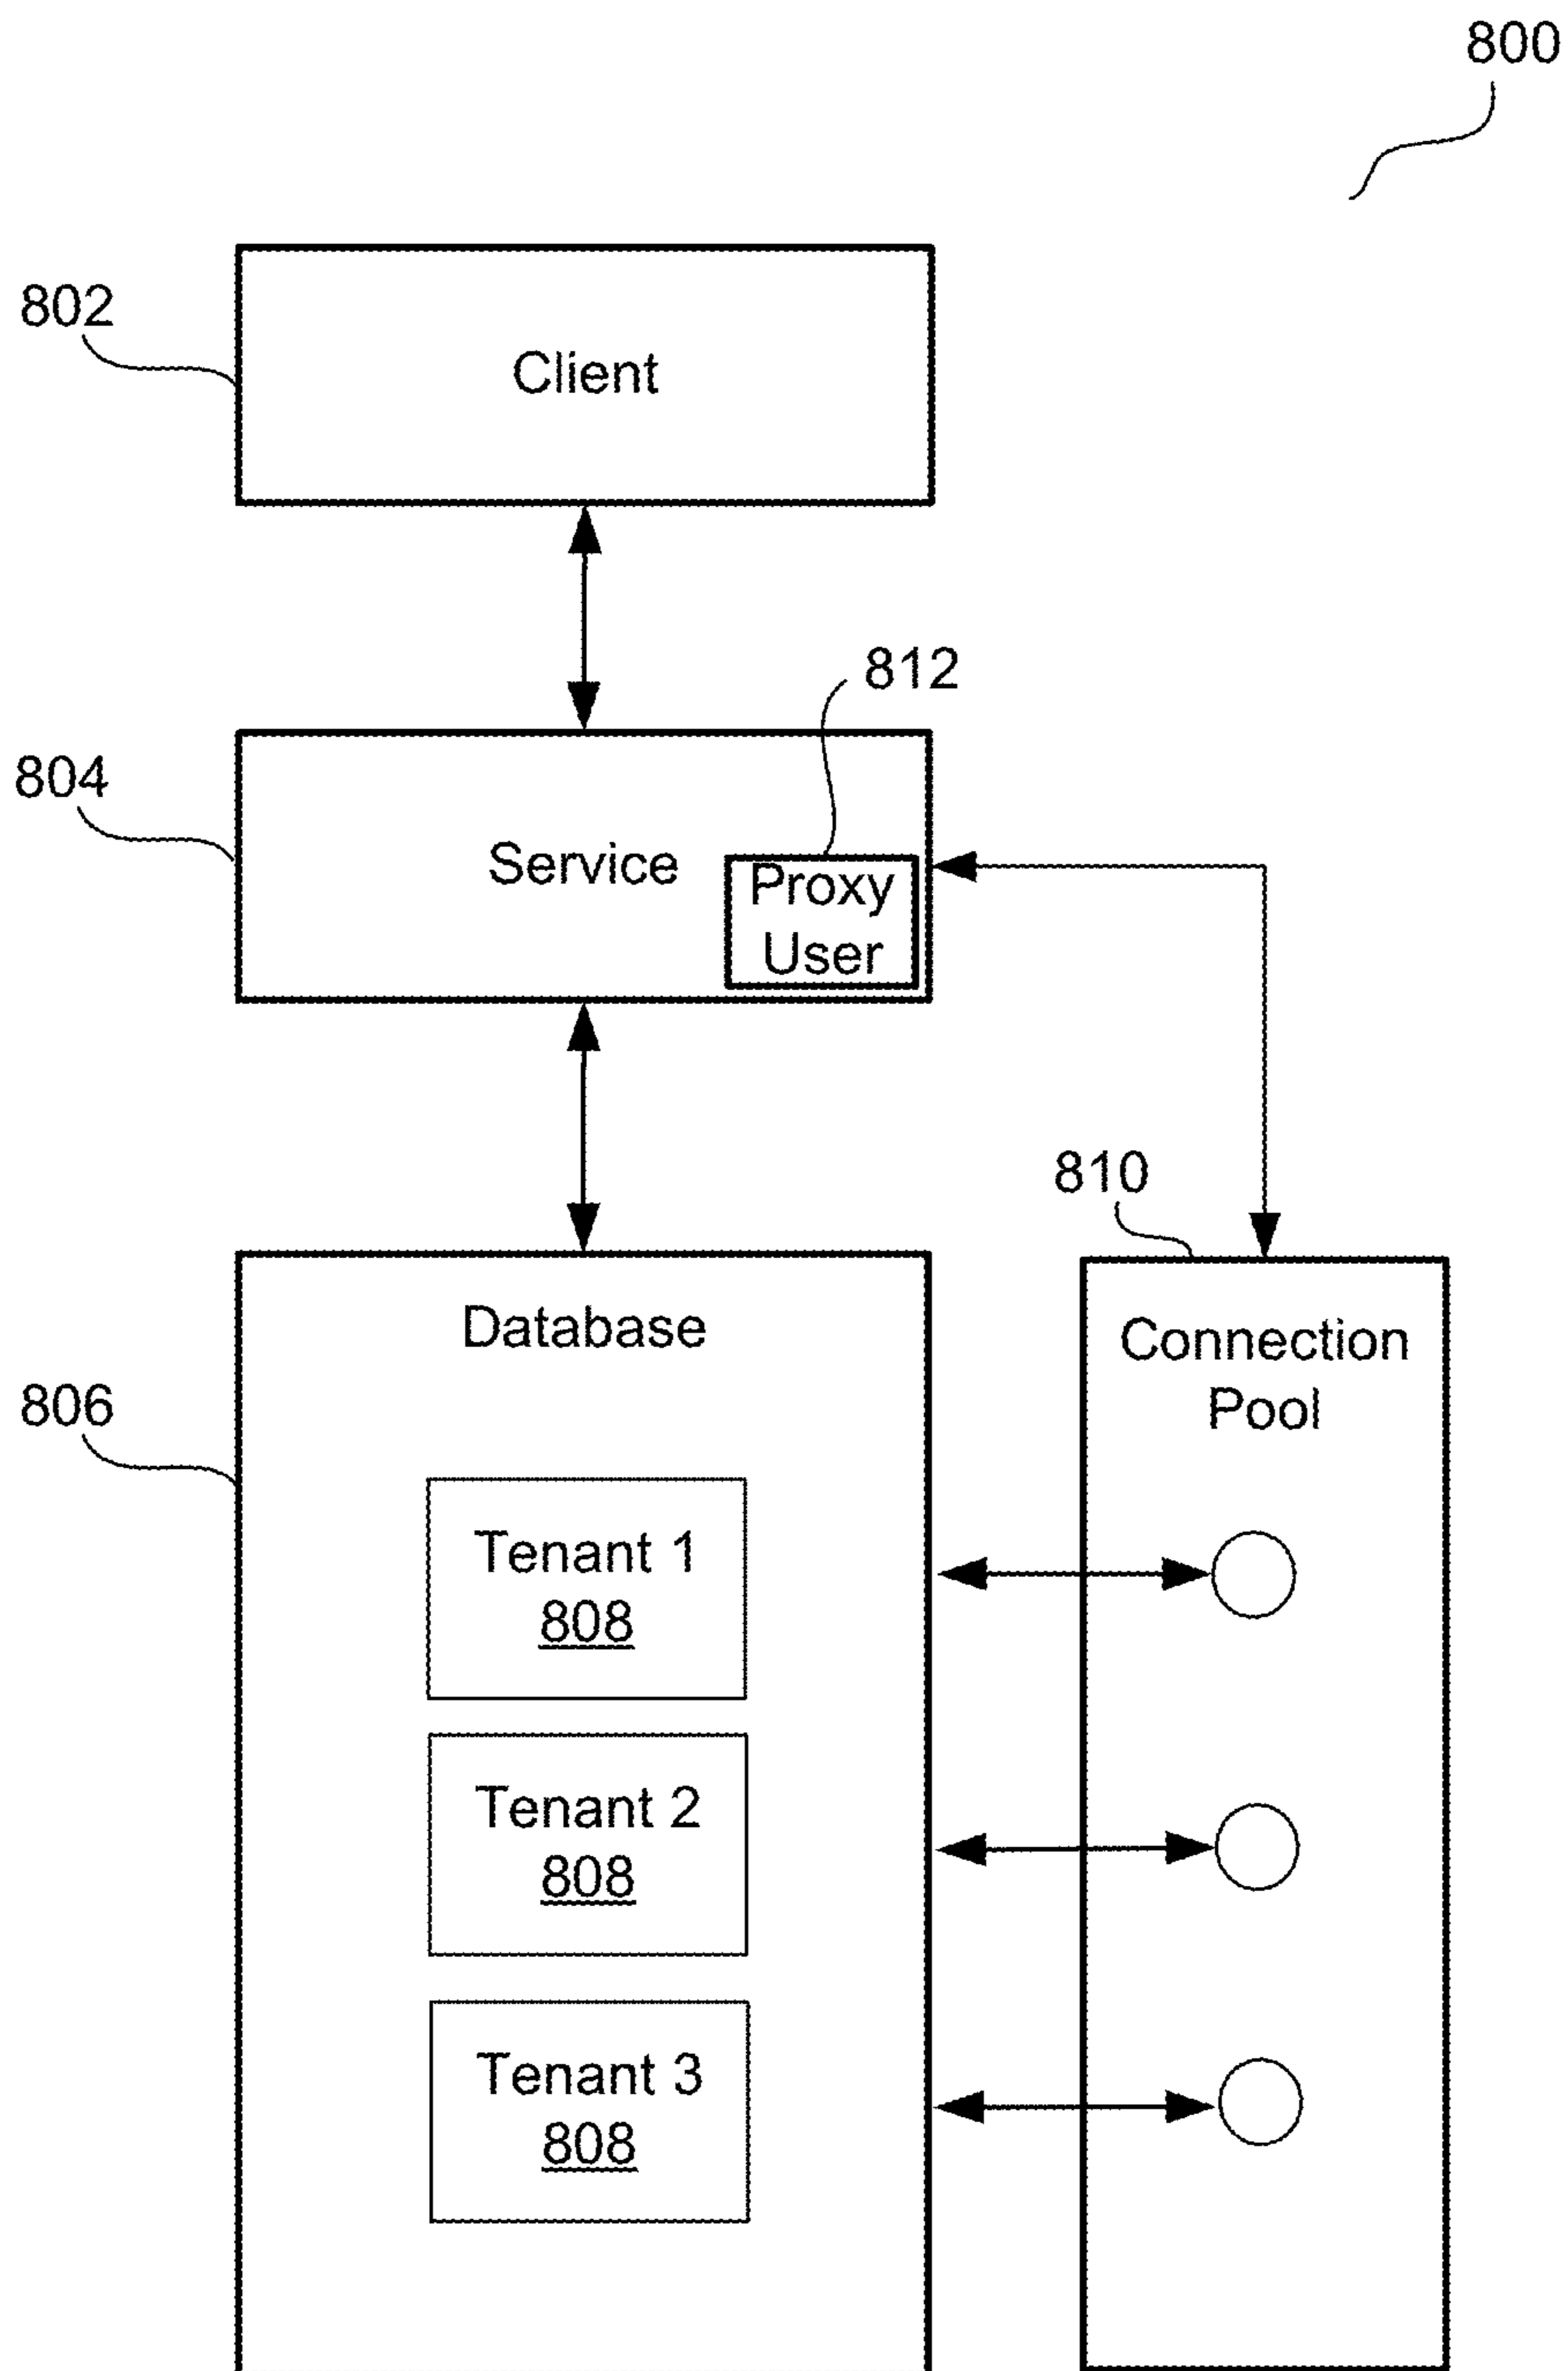 800
802
Client
812
804
Service
Proxy
User
810
Database
Connection
Pool
806
Tenant 1
808
Tenant 2
808
Tenant 3
808